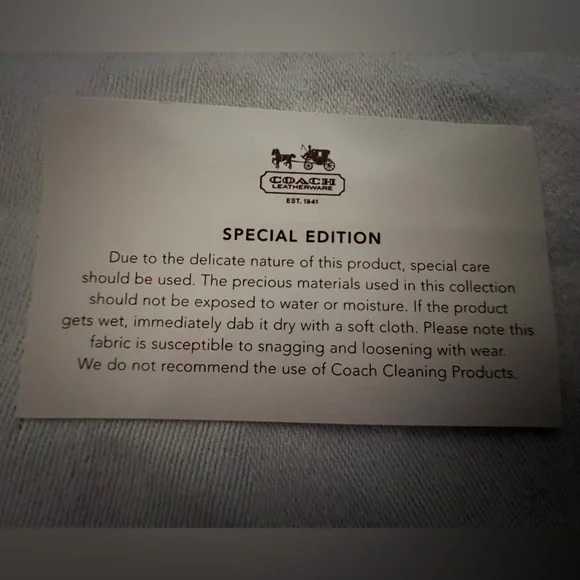 COACH
LEATHERWARE
EST. 1941
SPECIAL EDITION
Due to the delicate nature of this product, special care
should be used. The precious materials used in this collection
should not be exposed to water or moisture. If the product
gets wet, immediately dab it dry with a soft cloth. Please note this
fabric is susceptible to snagging and loosening with wear.
We do not recommend the use of Coach Cleaning Products.